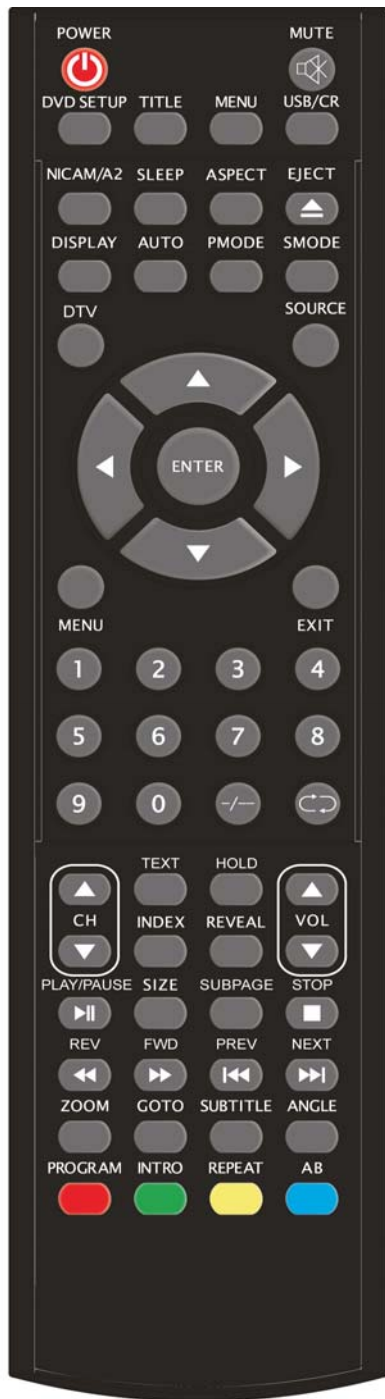 POWER MUTE
DVD SETUP TITLE MENU USB/CR
NICAM/A2 SLEEP ASPECT EJECT
DISPLAY AUTO PMODE SMODE
DTV SOURCE
ENTER
MENU EXIT
1 2 3 4
5 6 7 8
9 0 -/--
TEXT HOLD
CH INDEX REVEAL VOL
PLAY/PAUSE SIZE SUBPAGE STOP
REV FWD PREV NEXT
ZOOM GOTO SUBTITLE ANGLE
PROGRAM INTRO REPEAT AB